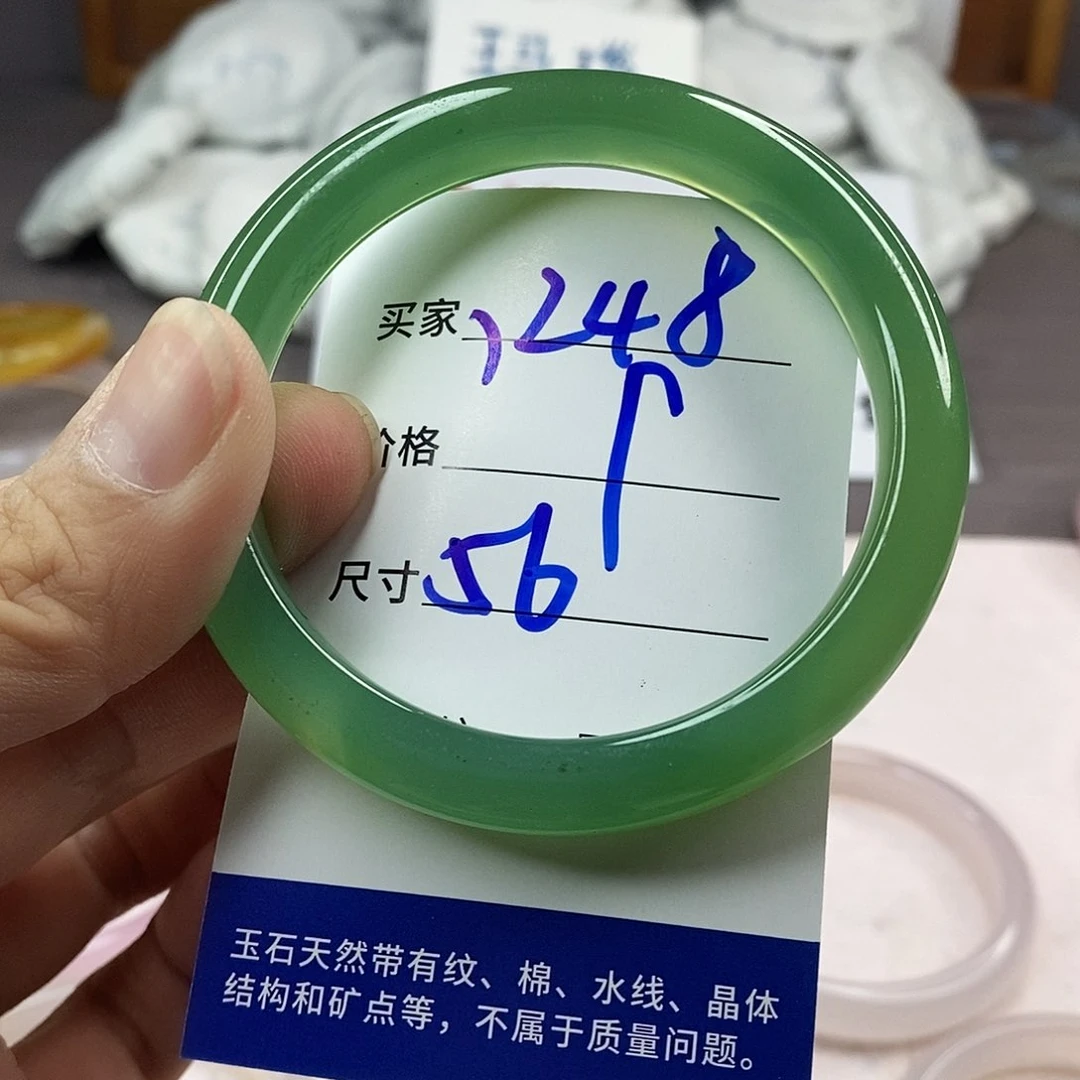 买家 248
价格
尺寸 56
玉石天然带有纹、棉、水线、晶体
结构和矿点等，不属于质量问题。